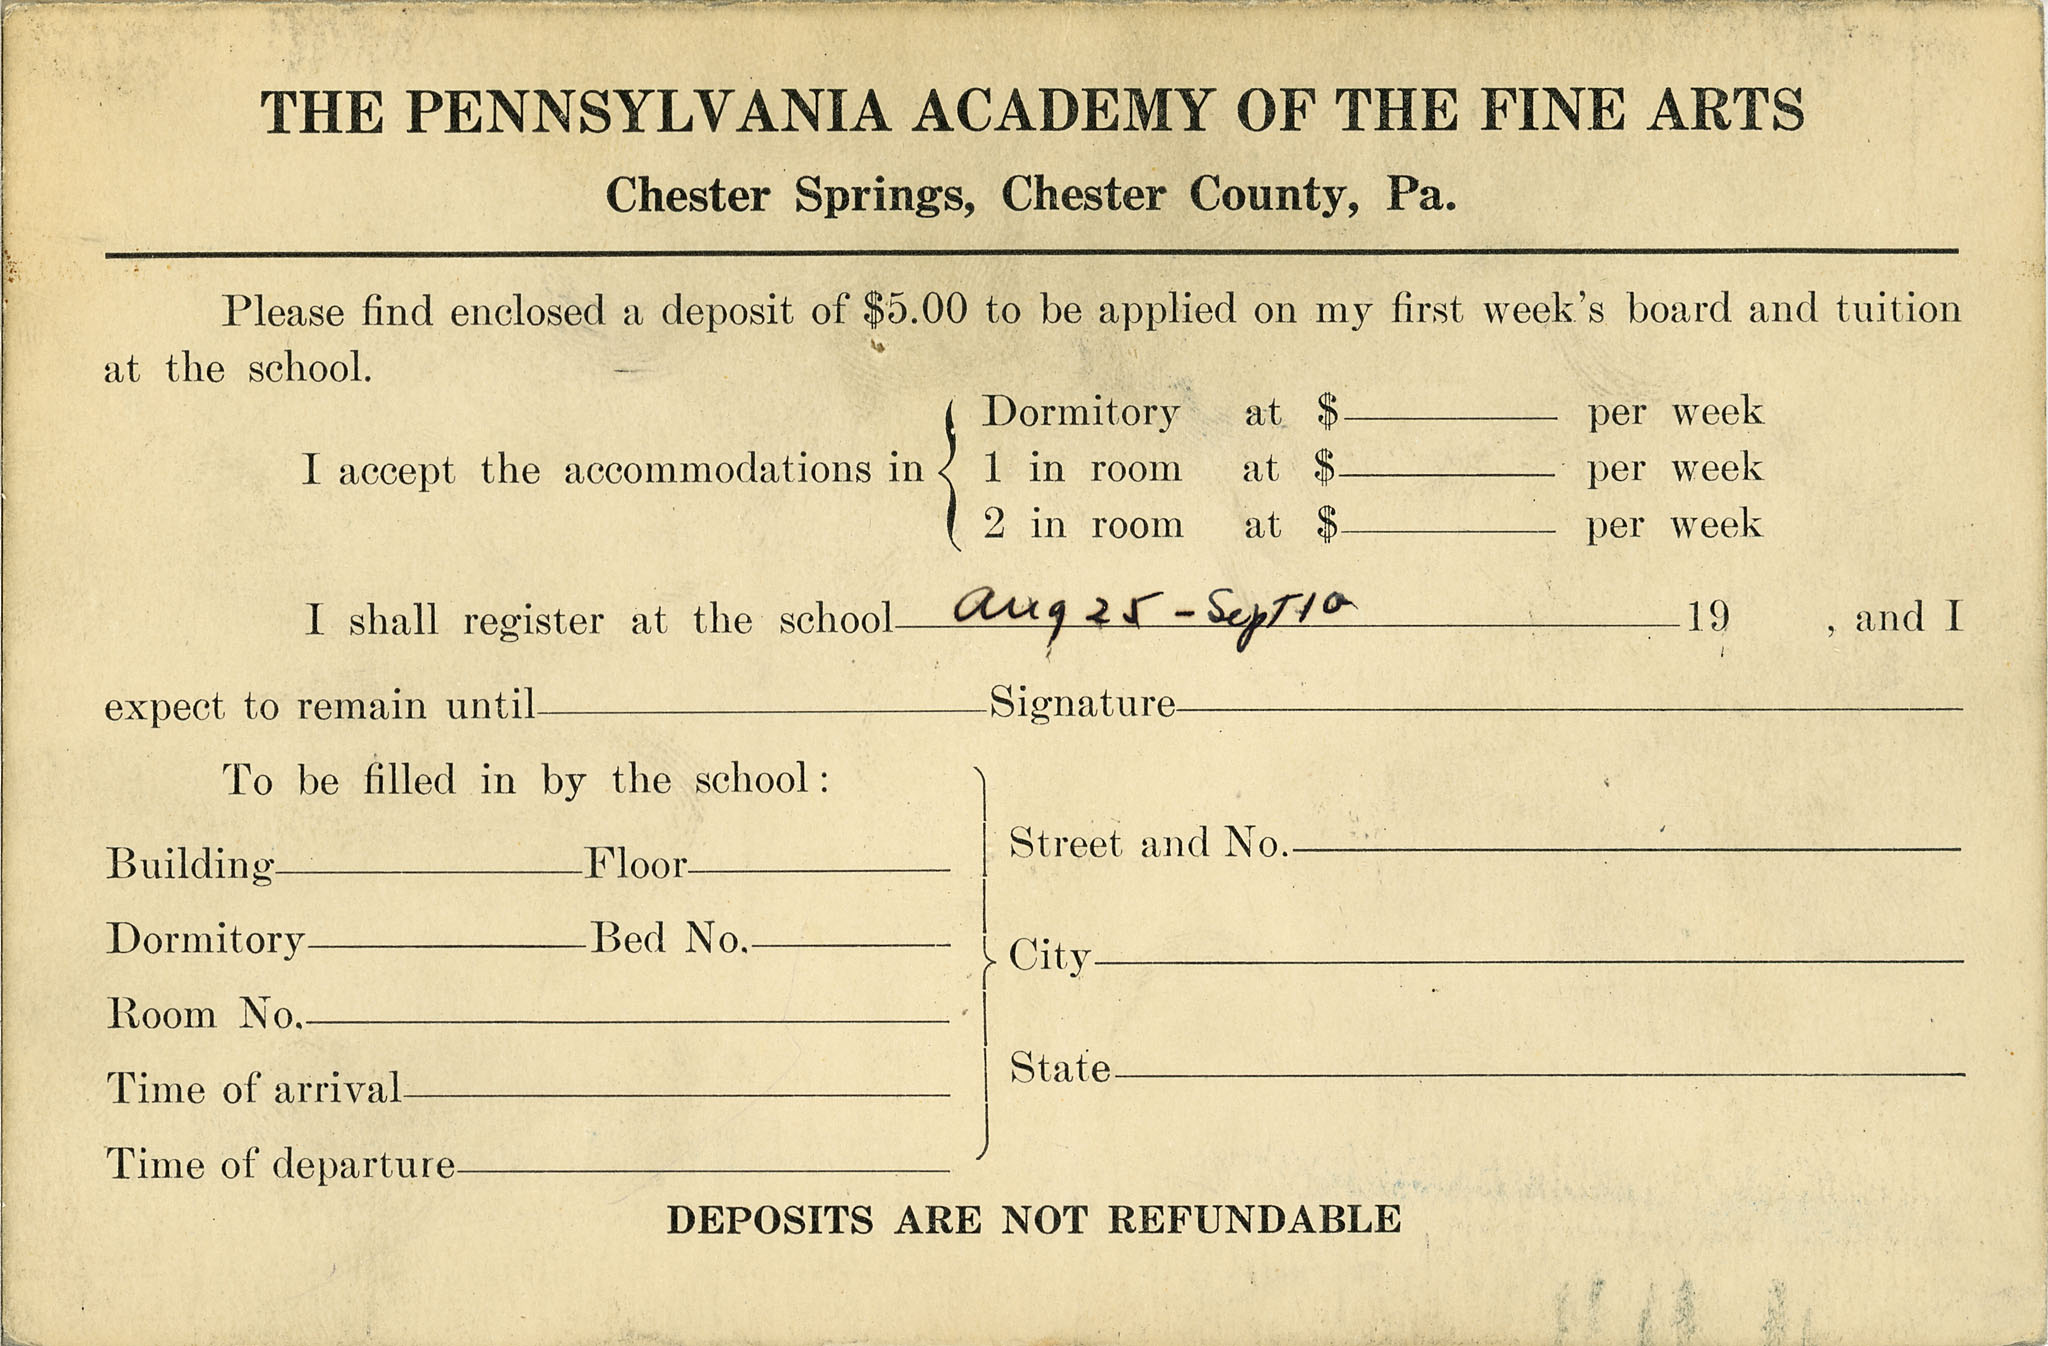 THE PENNSYLVANIA ACADEMY OF THE FINE ARTS
Chester Springs, Chester County, Pa.
Please find enclosed a deposit of $5.00 to be applied on my first week's board and tuition
at the school.
I accept the accommodations in
Dormitory at $ per week
1 in room at $ per week
2 in room at $ per week
I shall register at the school Aug 25 - Sept 10 19 , and I
expect to remain until Signature
To be filled in by the school:
Building Floor
Dormitory Bed No.
Room No.
Time of arrival
Time of departure
Street and No.
City
State
DEPOSITS ARE NOT REFUNDABLE